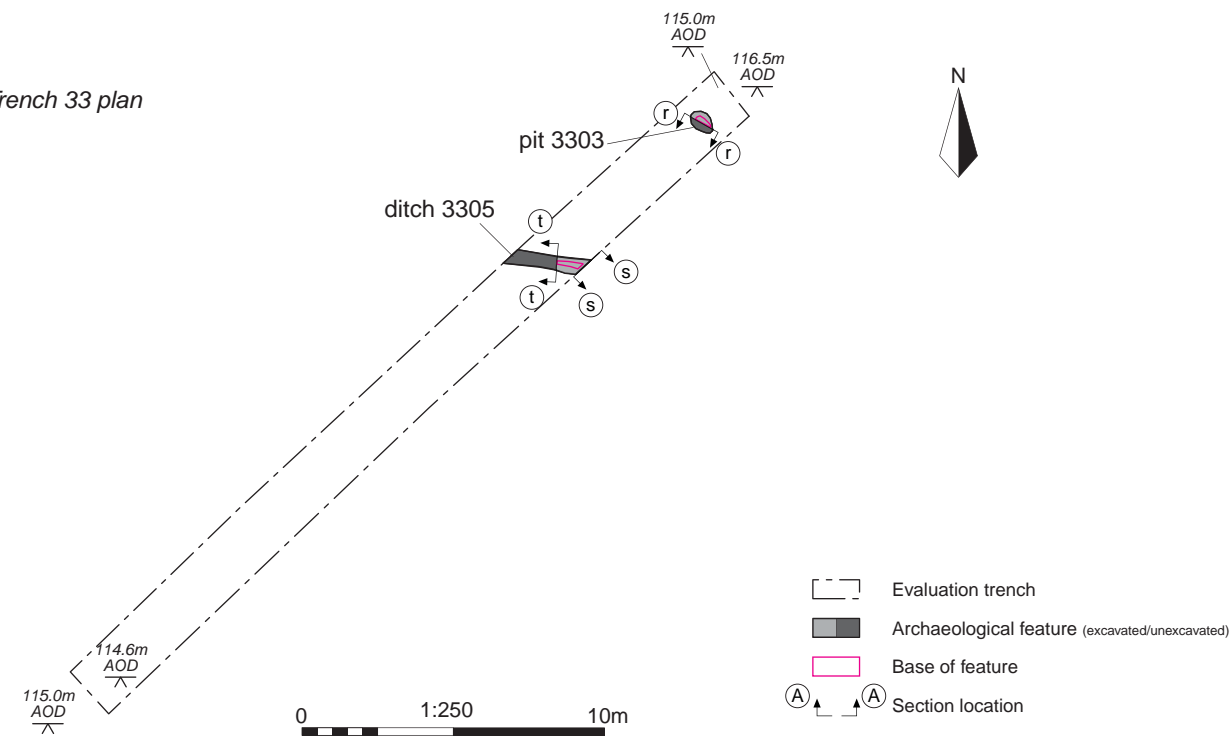 115.0m
AOD
116.5m
AOD
N
rench 33 plan
r
pit 3303
r
ditch 3305
t
s
t
s
Evaluation trench
Archaeological feature (excavated/unexcavated)
Base of feature
A A Section location
114.6m
AOD
115.0m
AOD
0 1:250 10m